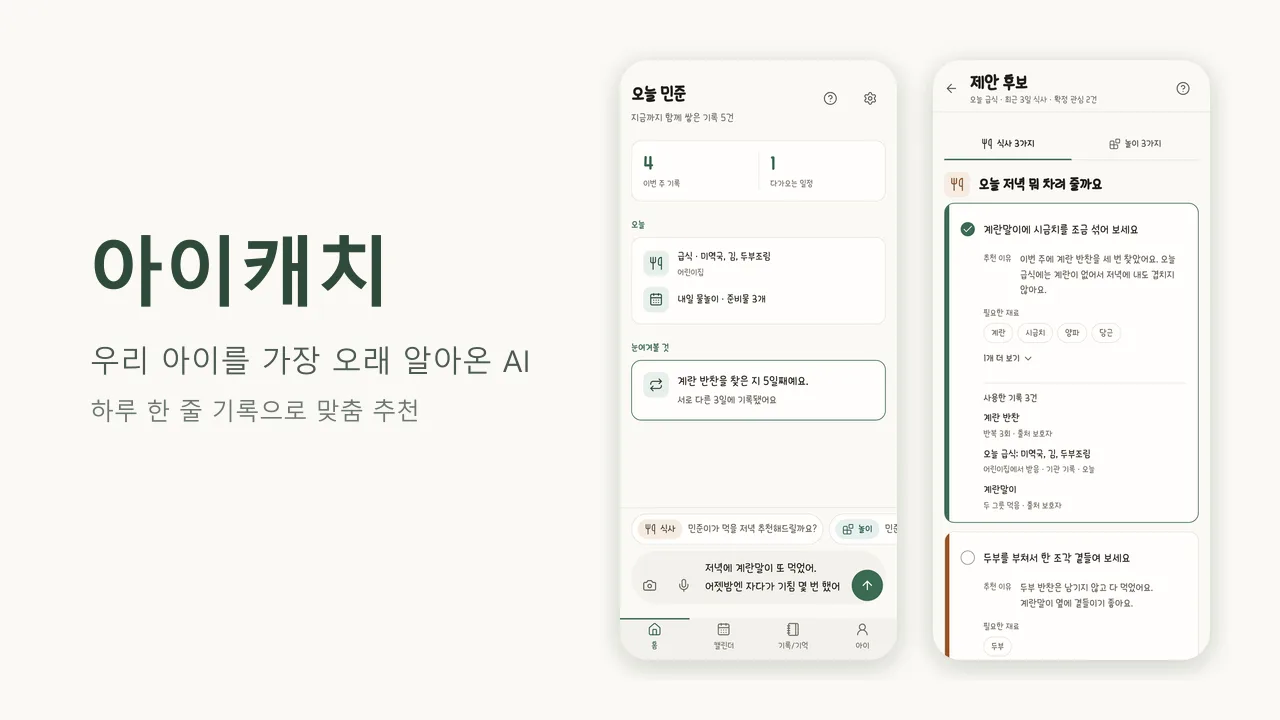 아이캐치
우리 아이를 가장 오래 알아온 AI
하루 한 줄 기록으로 맞춤 추천
오늘 민준
지금까지 함께 쌓은 기록 5건
4
이번 주 기록
1
다가오는 일정
오늘
급식 · 미역국, 김, 두부조림
어린이집
내일 물놀이 · 준비물 3개
눈여겨볼 것
계란 반찬을 찾은 지 5일째예요.
서로 다른 3일에 기록됐어요
식사 민준이가 먹을 저녁 추천해드릴까요?
놀이 민준
저녁에 계란말이 또 먹었어.
어젯밤엔 자다가 기침 몇 번 했어
홈
캘린더
기록/기억
아이
제안 후보
오늘 급식 · 최근 3일 식사 · 확정 관심 2건
식사 3가지
놀이 3가지
오늘 저녁 뭐 차려 줄까요
계란말이에 시금치를 조금 섞어 보세요
추천 이유 이번 주에 계란 반찬을 세 번 찾았어요. 오늘
급식에는 계란이 없어서 저녁에 내도 겹치지
않아요.
필요한 재료
계란 시금치 양파 당근
1개 더 보기
사용한 기록 3건
계란 반찬
반복 3회 · 출처 보호자
오늘 급식: 미역국, 김, 두부조림
어린이집에서 받음 · 기관 기록 · 오늘
계란말이
두 그릇 먹음 · 출처 보호자
두부를 부쳐서 한 조각 곁들여 보세요
추천 이유 두부 반찬은 남기지 않고 다 먹었어요.
계란말이 옆에 곁들이기 좋아요.
필요한 재료
두부